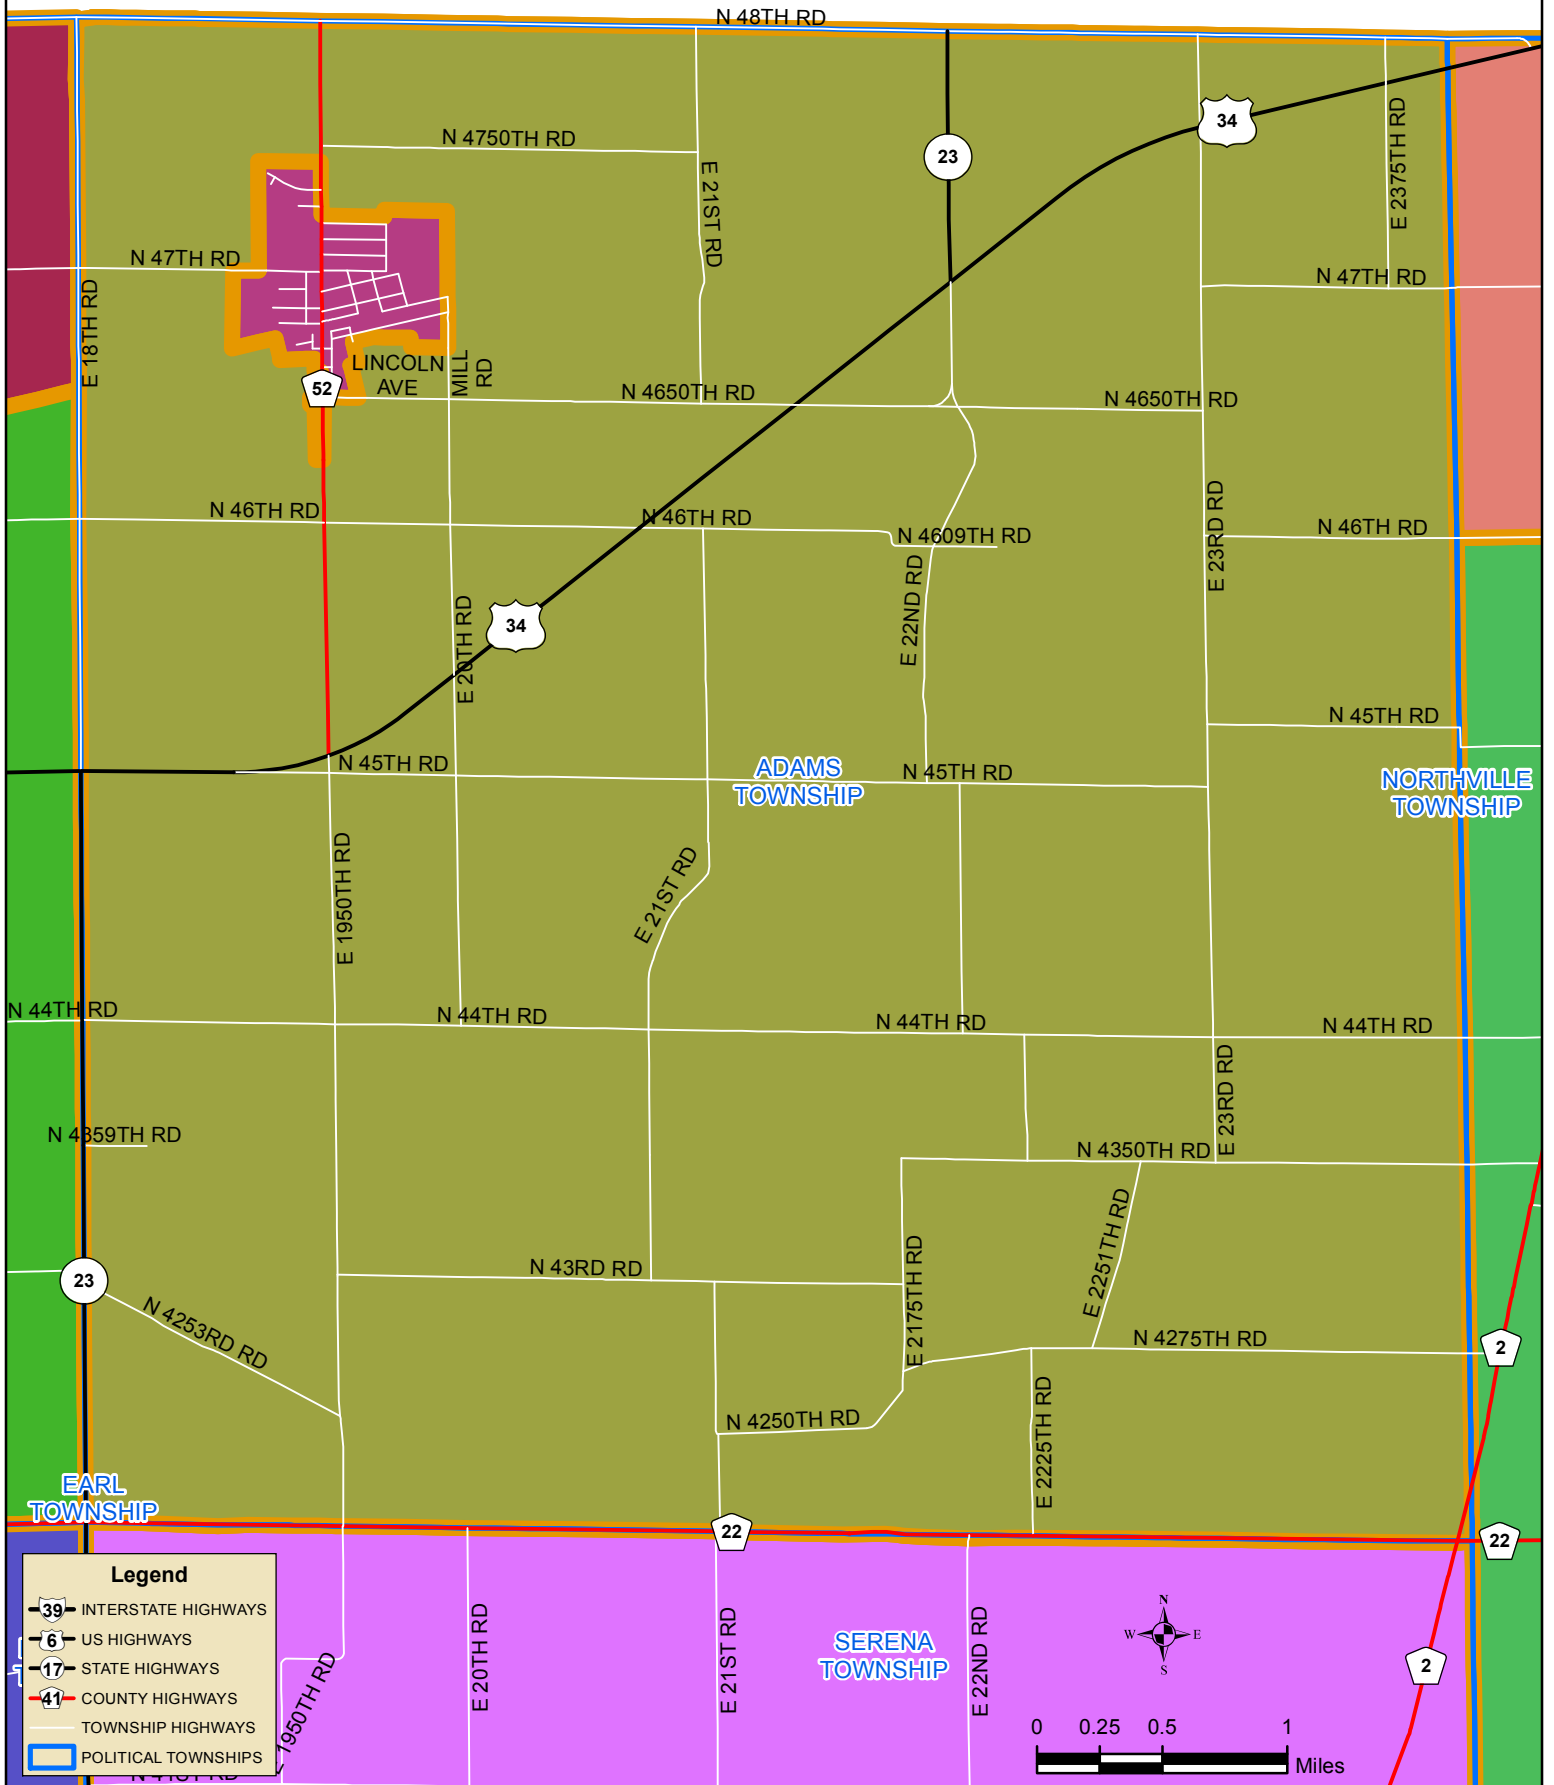 N 48TH RD
34
N 4750TH RD
23
E 2375TH RD
E 21ST RD
N 47TH RD
N 47TH RD
E 18TH RD
LINCOLN
AVE
MILL
RD
52
N 4650TH RD
N 4650TH RD
N 46TH RD
N 46TH RD
N 4609TH RD
E 23RD RD
N 46TH RD
E 22ND RD
34
E 20TH RD
N 45TH RD
N 45TH RD
ADAMS
TOWNSHIP
N 45TH RD
NORTHVILLE
TOWNSHIP
E 1950TH RD
E 21ST RD
N 44TH RD
N 44TH RD
N 44TH RD
N 44TH RD
E 23RD RD
N 4359TH RD
N 4350TH RD
E 2251TH RD
N 43RD RD
23
E 2175TH RD
N 4253RD RD
N 4275TH RD
2
N 4250TH RD
E 2225TH RD
EARL
TOWNSHIP
22
22
Legend
39 INTERSTATE HIGHWAYS
6 US HIGHWAYS
17 STATE HIGHWAYS
41 COUNTY HIGHWAYS
TOWNSHIP HIGHWAYS
POLITICAL TOWNSHIPS
1950TH RD
E 20TH RD
E 21ST RD
SERENA
TOWNSHIP
E 22ND RD
N
W E
S
2
0 0.25 0.5 1
Miles